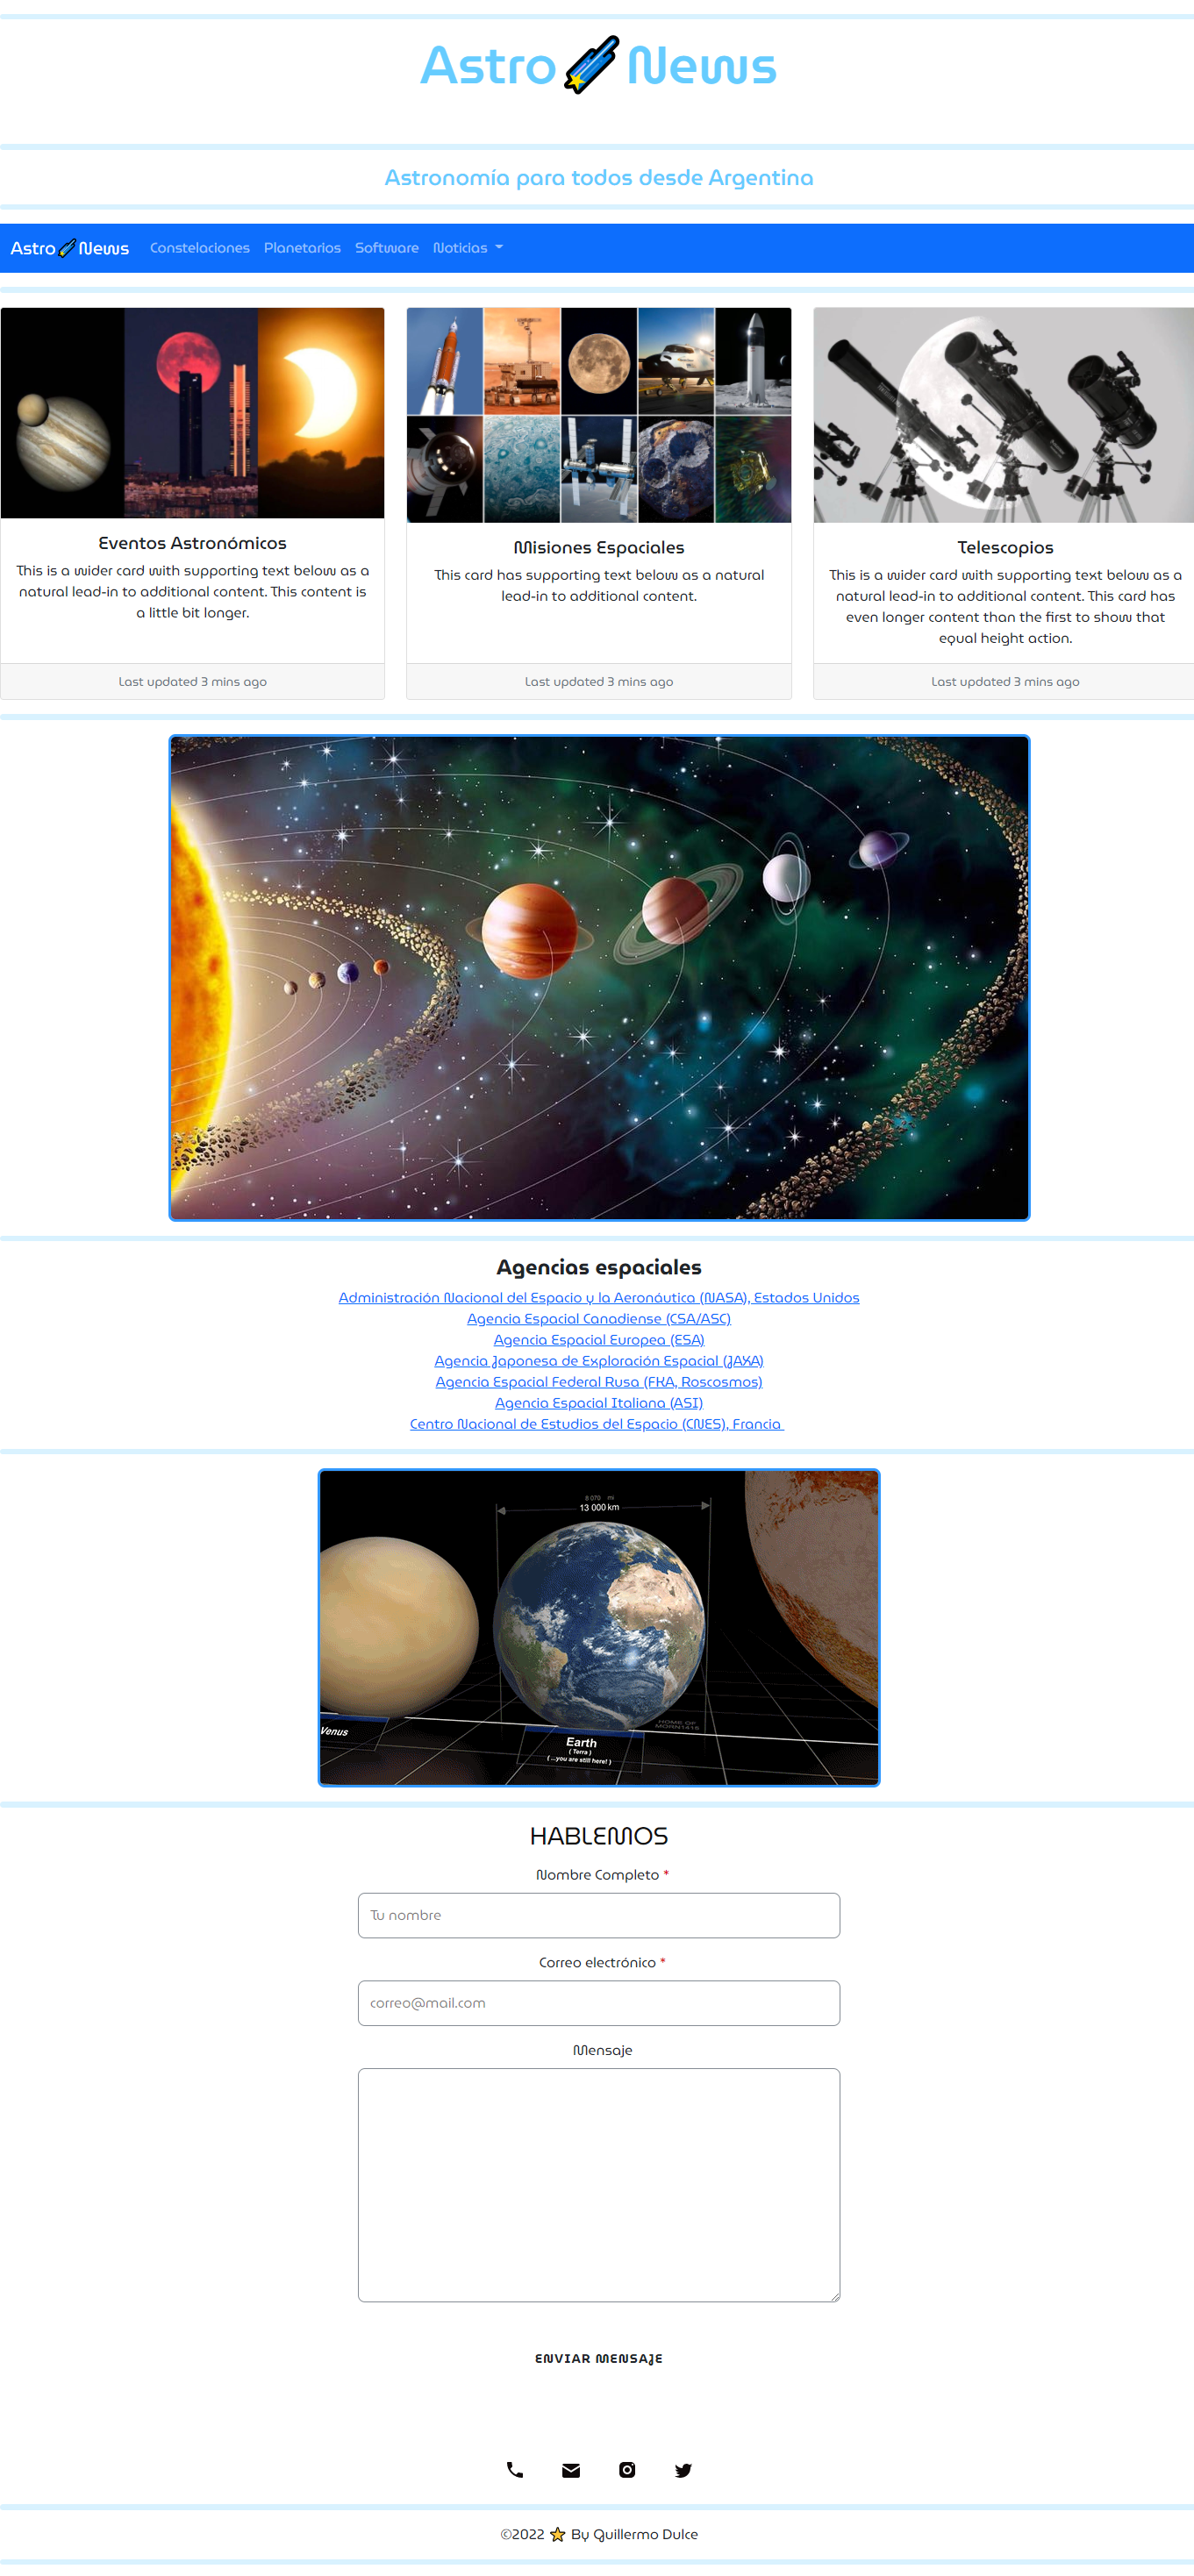 Astro News
Astronomía para todos desde Argentina
Astro News Constelaciones Planetarios Software Noticias
Eventos Astronómicos
This is a wider card with supporting text below as a
natural lead-in to additional content. This content is
a little bit longer.
Last updated 3 mins ago
Misiones Espaciales
This card has supporting text below as a natural
lead-in to additional content.
Last updated 3 mins ago
Telescopios
This is a wider card with supporting text below as a
natural lead-in to additional content. This card has
even longer content than the first to show that
equal height action.
Last updated 3 mins ago
Agencias espaciales
Administración Nacional del Espacio y la Aeronáutica (NASA), Estados Unidos
Agencia Espacial Canadiense (CSA/ASC)
Agencia Espacial Europea (ESA)
Agencia Japonesa de Exploración Espacial (JAXA)
Agencia Espacial Federal Rusa (FKA, Roscosmos)
Agencia Espacial Italiana (ASI)
Centro Nacional de Estudios del Espacio (CNES), Francia
8 070 mi
13 000 km
HOME OF
MORN1415
Venus
Earth
( Terra )
( ...you are still here! )
HABLEMOS
Nombre Completo *
Tu nombre
Correo electrónico *
correo@mail.com
Mensaje
ENVIAR MENSAJE
©2022 By Guillermo Dulce